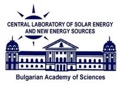 CENTRAL LABORATORY OF SOLAR ENERGY
AND NEW ENERGY SOURCES
Bulgarian Academy of Sciences